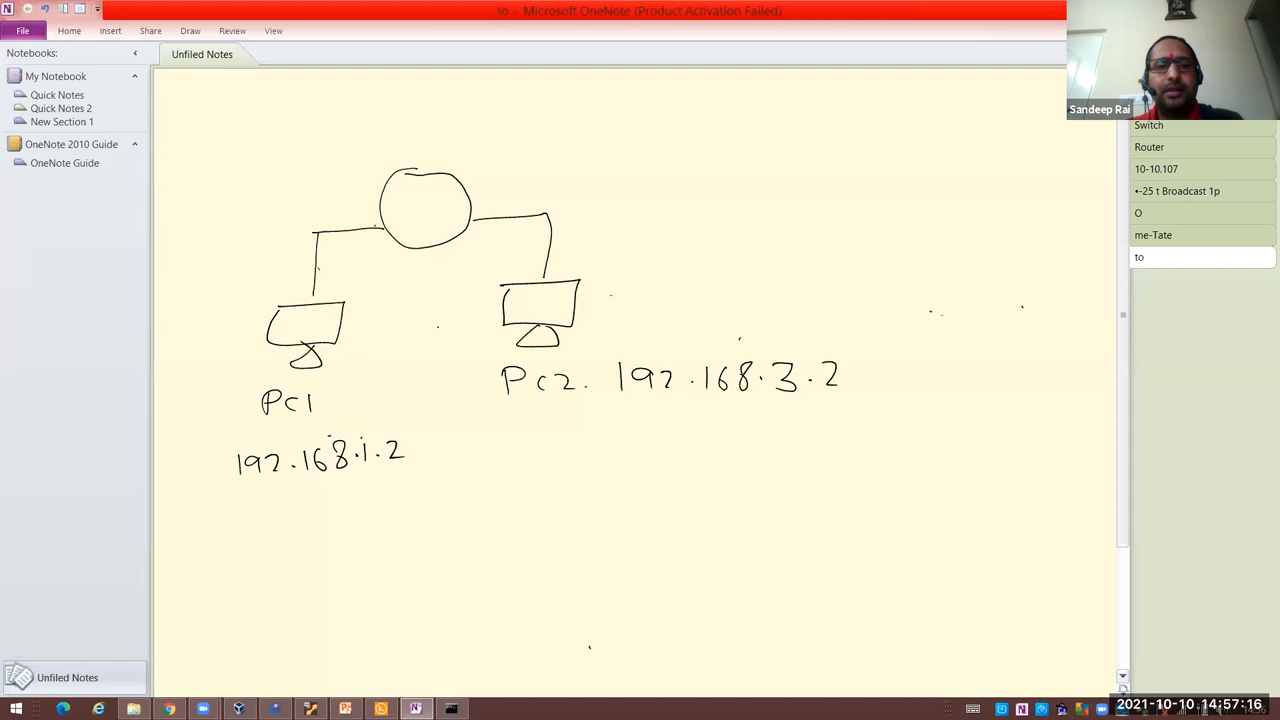 to - Microsoft OneNote (Product Activation Failed)
File Home Insert Share Draw Review View
Notebooks:
Unfiled Notes
My Notebook
Quick Notes
Quick Notes 2
New Section 1
OneNote 2010 Guide
OneNote Guide
Sandeep Rai
Switch
Router
10-10.107
•-25 t Broadcast 1p
O
me-Tate
to
PC1
192.168.1.2
PC2. 192.168.3.2
Unfiled Notes
2021-10-10 14:57:16